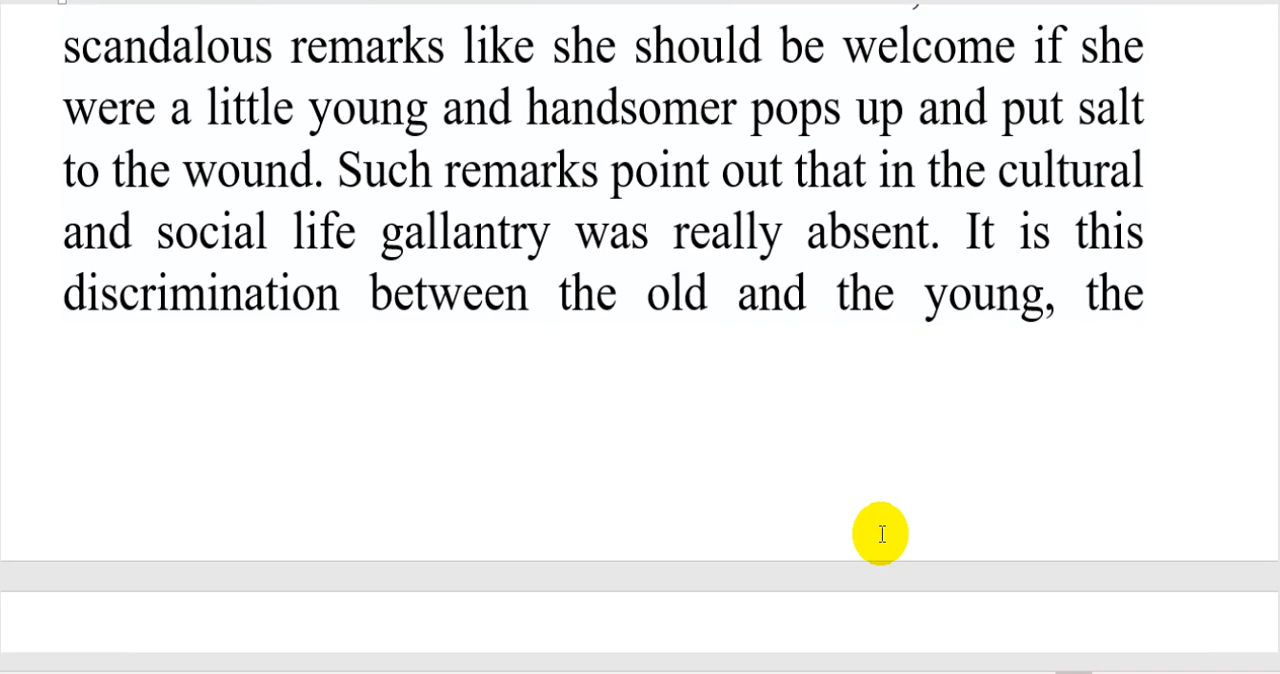 scandalous remarks like she should be welcome if she
were a little young and handsomer pops up and put salt
to the wound. Such remarks point out that in the cultural
and social life gallantry was really absent. It is this
discrimination between the old and the young, the